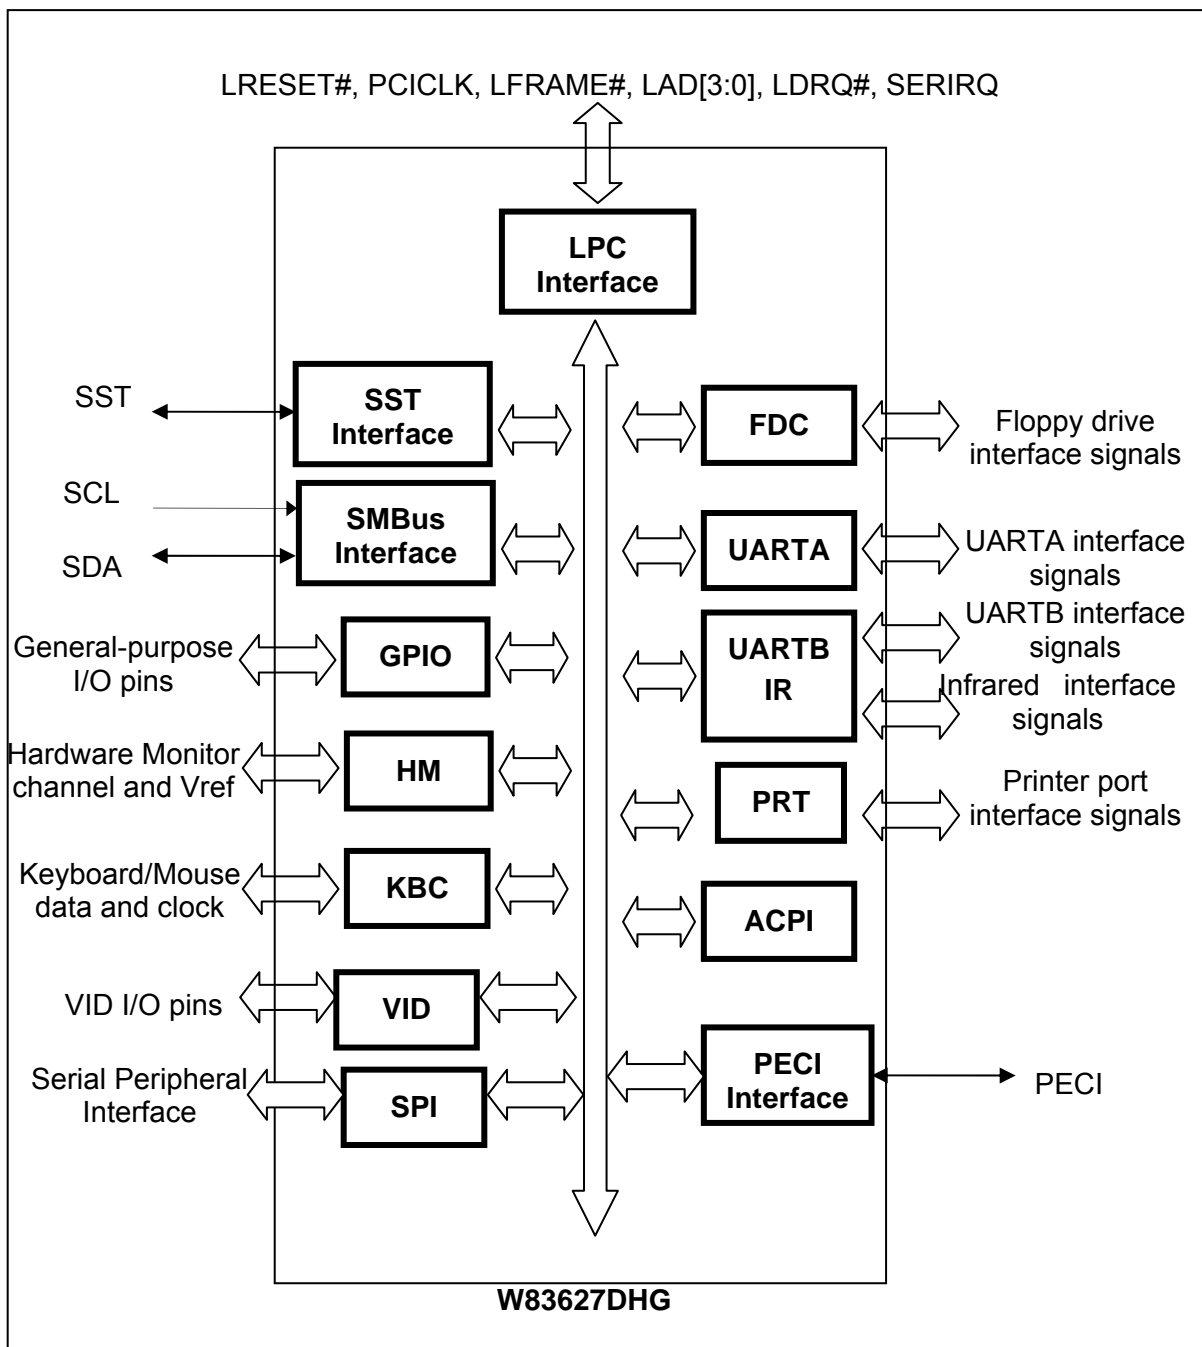 LRESET#, PCICLK, LFRAME#, LAD[3:0], LDRQ#, SERIRQ
LPC
Interface
SST
SST
Interface
SCL
SDA
SMBus
Interface
General-purpose
I/O pins
GPIO
Hardware Monitor
channel and Vref
HM
Keyboard/Mouse
data and clock
KBC
VID I/O pins
VID
Serial Peripheral
Interface
SPI
FDC
Floppy drive
interface signals
UARTA
UARTA interface
signals
UARTB
IR
UARTB interface
signals
Infrared interface
signals
PRT
Printer port
interface signals
ACPI
PECI
Interface
PECI
W83627DHG